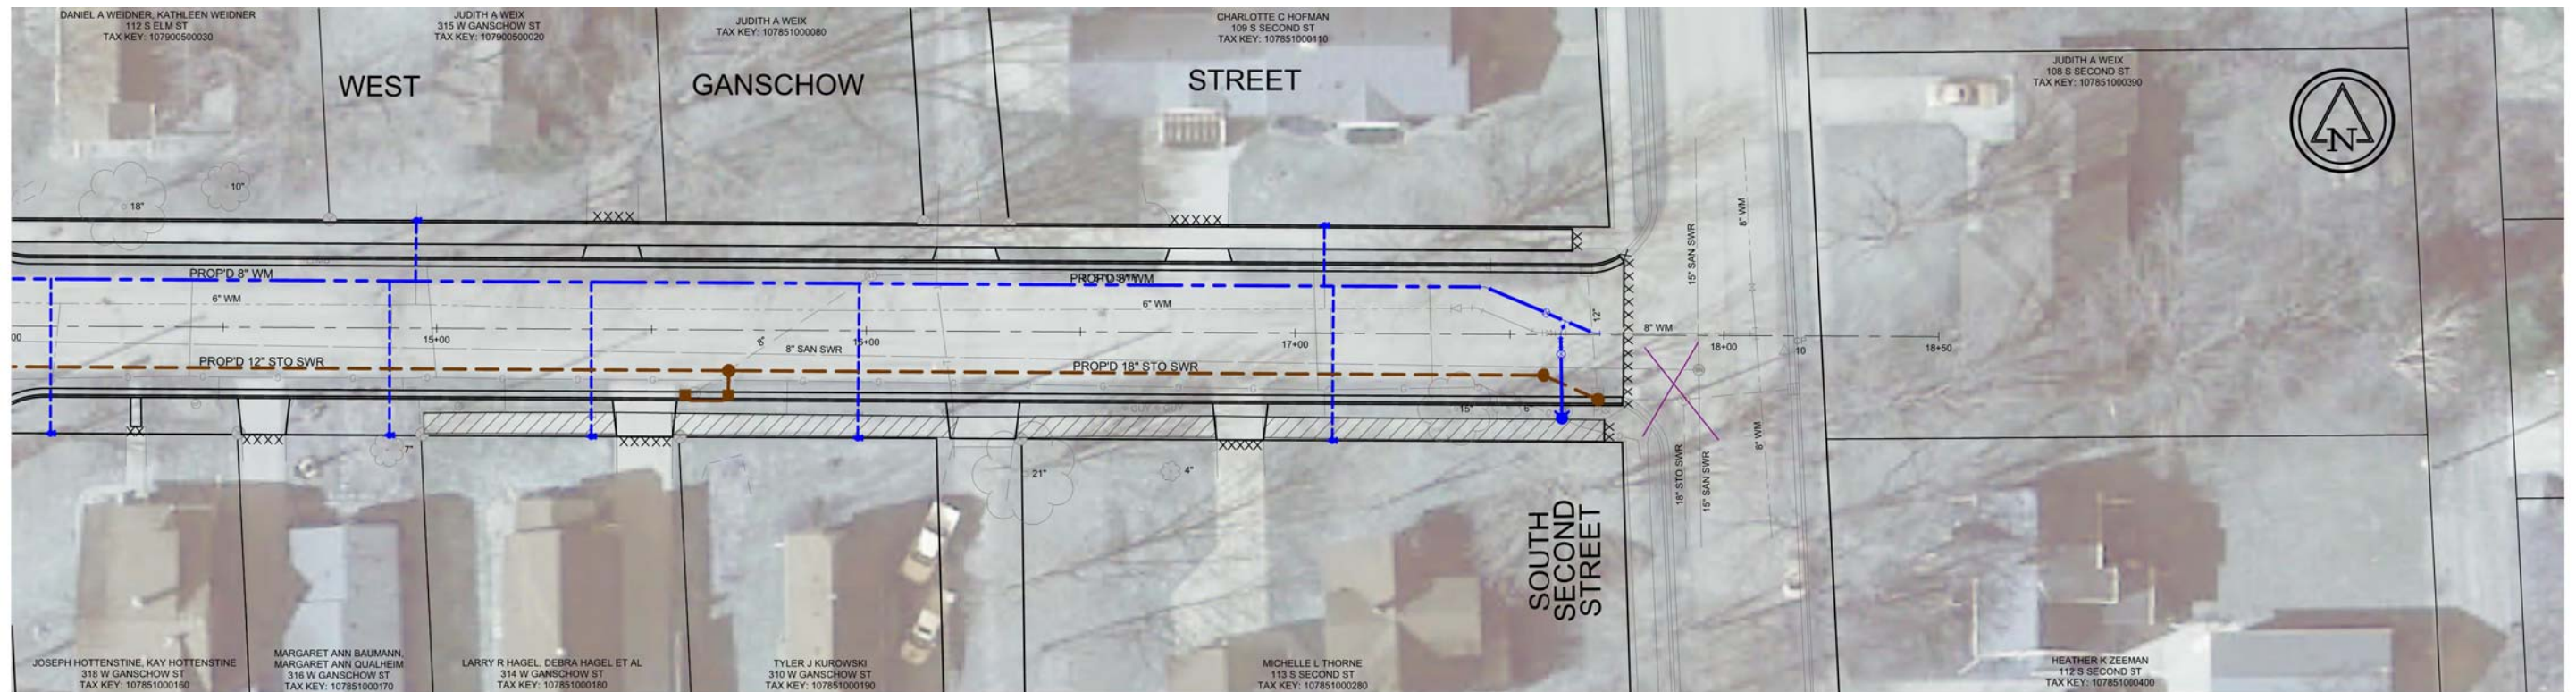 DANIEL A WEIDNER, KATHLEEN WEIDNER
112 S ELM ST
TAX KEY: 107900500030
JUDITH A WEIX
315 W GANSCHOW ST
TAX KEY: 107900500020
JUDITH A WEIX
TAX KEY: 107851000080
CHARLOTTE C HOFMAN
109 S SECOND ST
TAX KEY: 107851000110
JUDITH A WEIX
108 S SECOND ST
TAX KEY: 107851000390
WEST GANSCHOW STREET
N
10"
18"
PROP'D 8" WM
6" WM
6" WM
12"
8" WM
15" SAN SWR
8" WM
00
15+00
17+00
18+00
10
18+50
8" SAN SWR
PROP'D 12" STO SWR
PROP'D 18" STO SWR
15"
6"
7"
21"
4"
18" STO SWR
15" SAN SWR
8" WM
SOUTH
SECOND
STREET
JOSEPH HOTTENSTINE, KAY HOTTENSTINE
318 W GANSCHOW ST
TAX KEY: 107851000160
MARGARET ANN BAUMANN,
MARGARET ANN QUALHEIM
316 W GANSCHOW ST
TAX KEY: 107851000170
LARRY R HAGEL, DEBRA HAGEL ET AL
314 W GANSCHOW ST
TAX KEY: 107851000180
TYLER J KUROWSKI
310 W GANSCHOW ST
TAX KEY: 107851000190
MICHELLE L THORNE
113 S SECOND ST
TAX KEY: 107851000280
HEATHER K ZEEMAN
112 S SECOND ST
TAX KEY: 107851000400